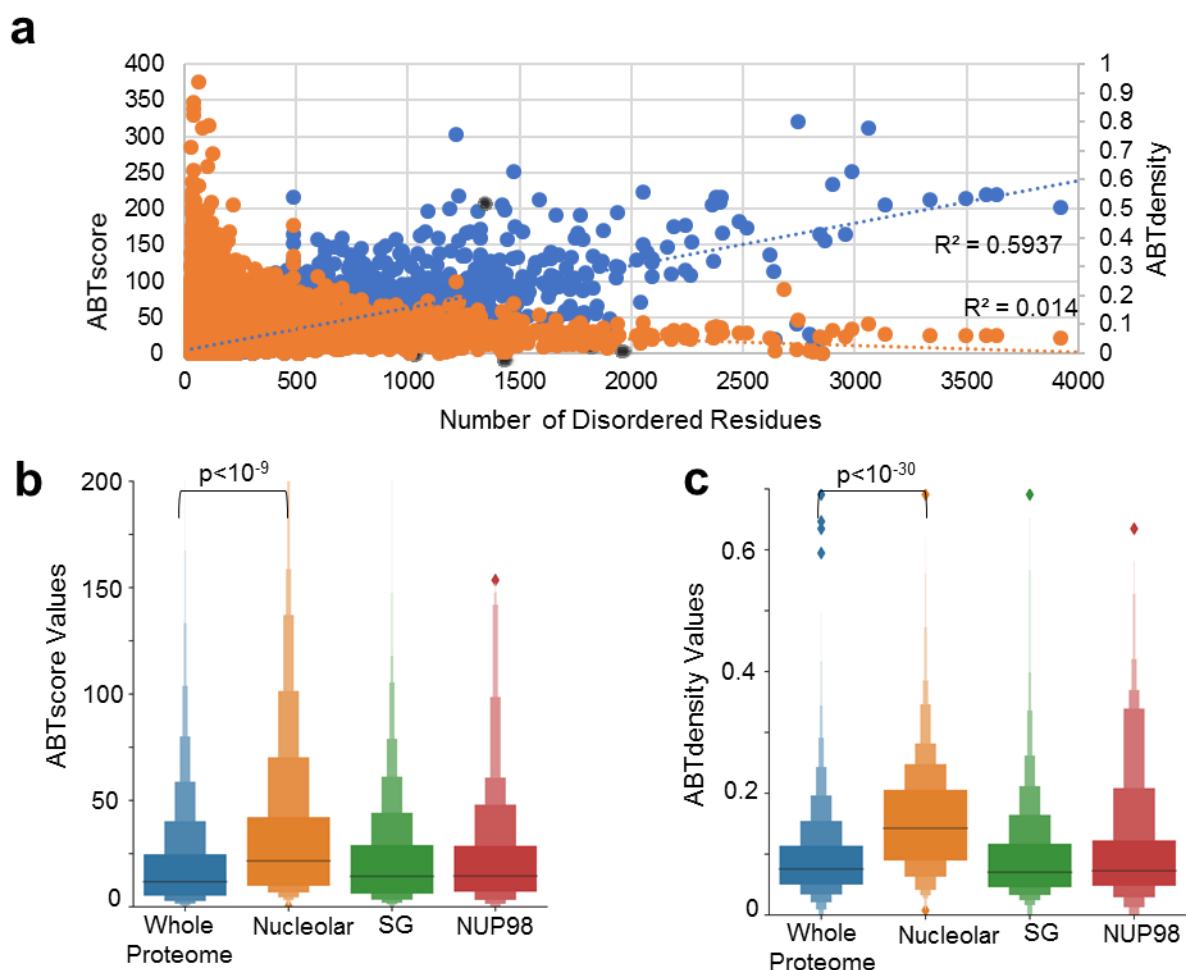 a
400
350
300
250
200
150
100
50
0
ABTscore
1
0.9
0.8
0.7
0.6
0.5
0.4
0.3
0.2
0.1
0
ABTdensity
R² = 0.5937
R² = 0.014
0 500 1000 1500 2000 2500 3000 3500 4000
Number of Disordered Residues
b
p<10⁻⁹
200
150
100
50
0
ABTscore Values
Whole Proteome
Nucleolar
SG
NUP98
c
p<10⁻³⁰
0.6
0.4
0.2
0
ABTdensity Values
Whole Proteome
Nucleolar
SG
NUP98